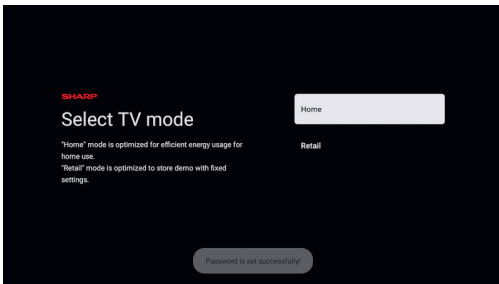 SHARP
Select TV mode
"Home" mode is optimized for efficient energy usage for
home use.
"Retail" mode is optimized to store demo with fixed
settings.
Home
Retail
Password is set successfully!